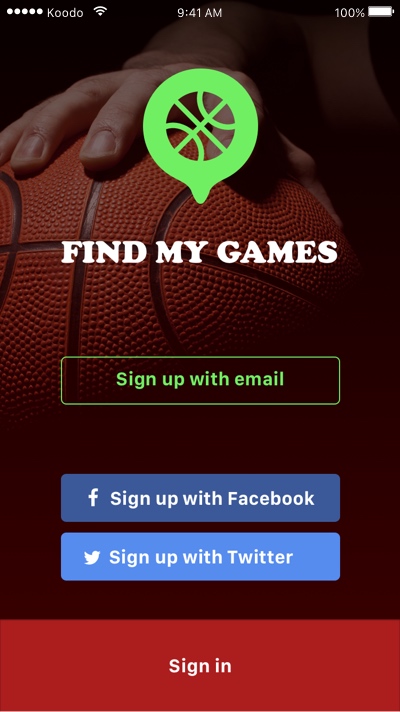 Koodo 9:41 AM 100%
FIND MY GAMES
Sign up with email
Sign up with Facebook
Sign up with Twitter
Sign in